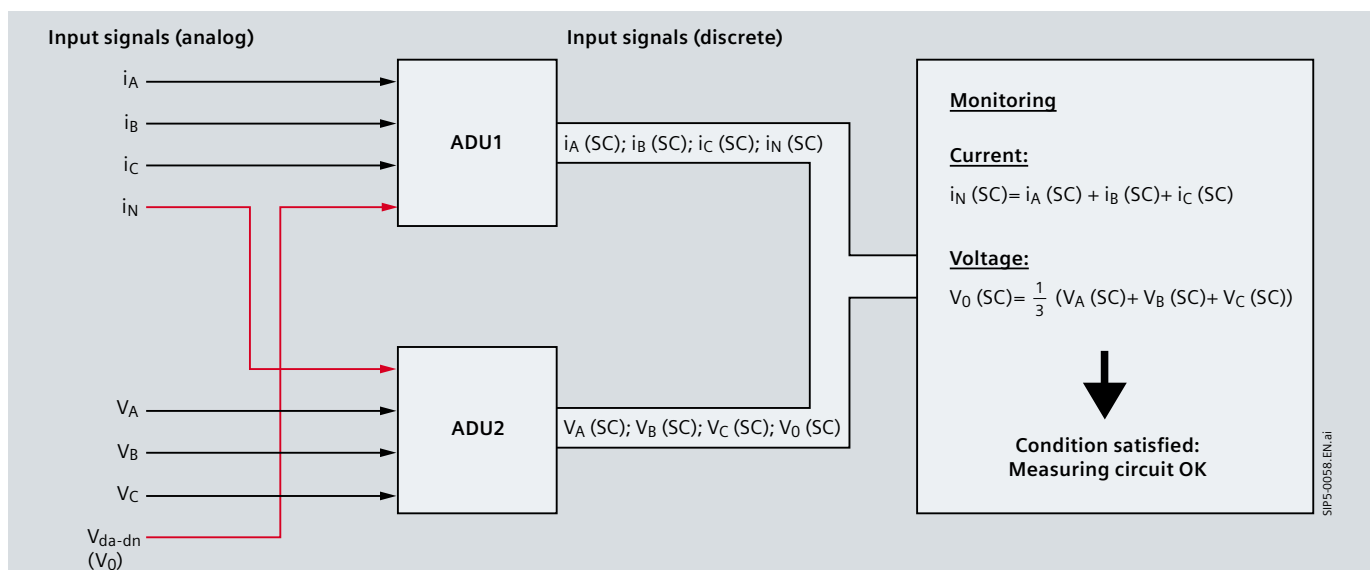 Input signals (analog)
Input signals (discrete)
iA
iB
iC
iN
ADU1
iA (SC); iB (SC); iC (SC); iN (SC)
VA
VB
VC
Vda-dn
(V0)
ADU2
VA (SC); VB (SC); VC (SC); V0 (SC)
Monitoring
Current:
iN (SC)= iA (SC) + iB (SC)+ iC (SC)
Voltage:
V0 (SC)= 1/3 (VA (SC)+ VB (SC)+ VC (SC))
Condition satisfied:
Measuring circuit OK
SIP5-0058.EN.ai